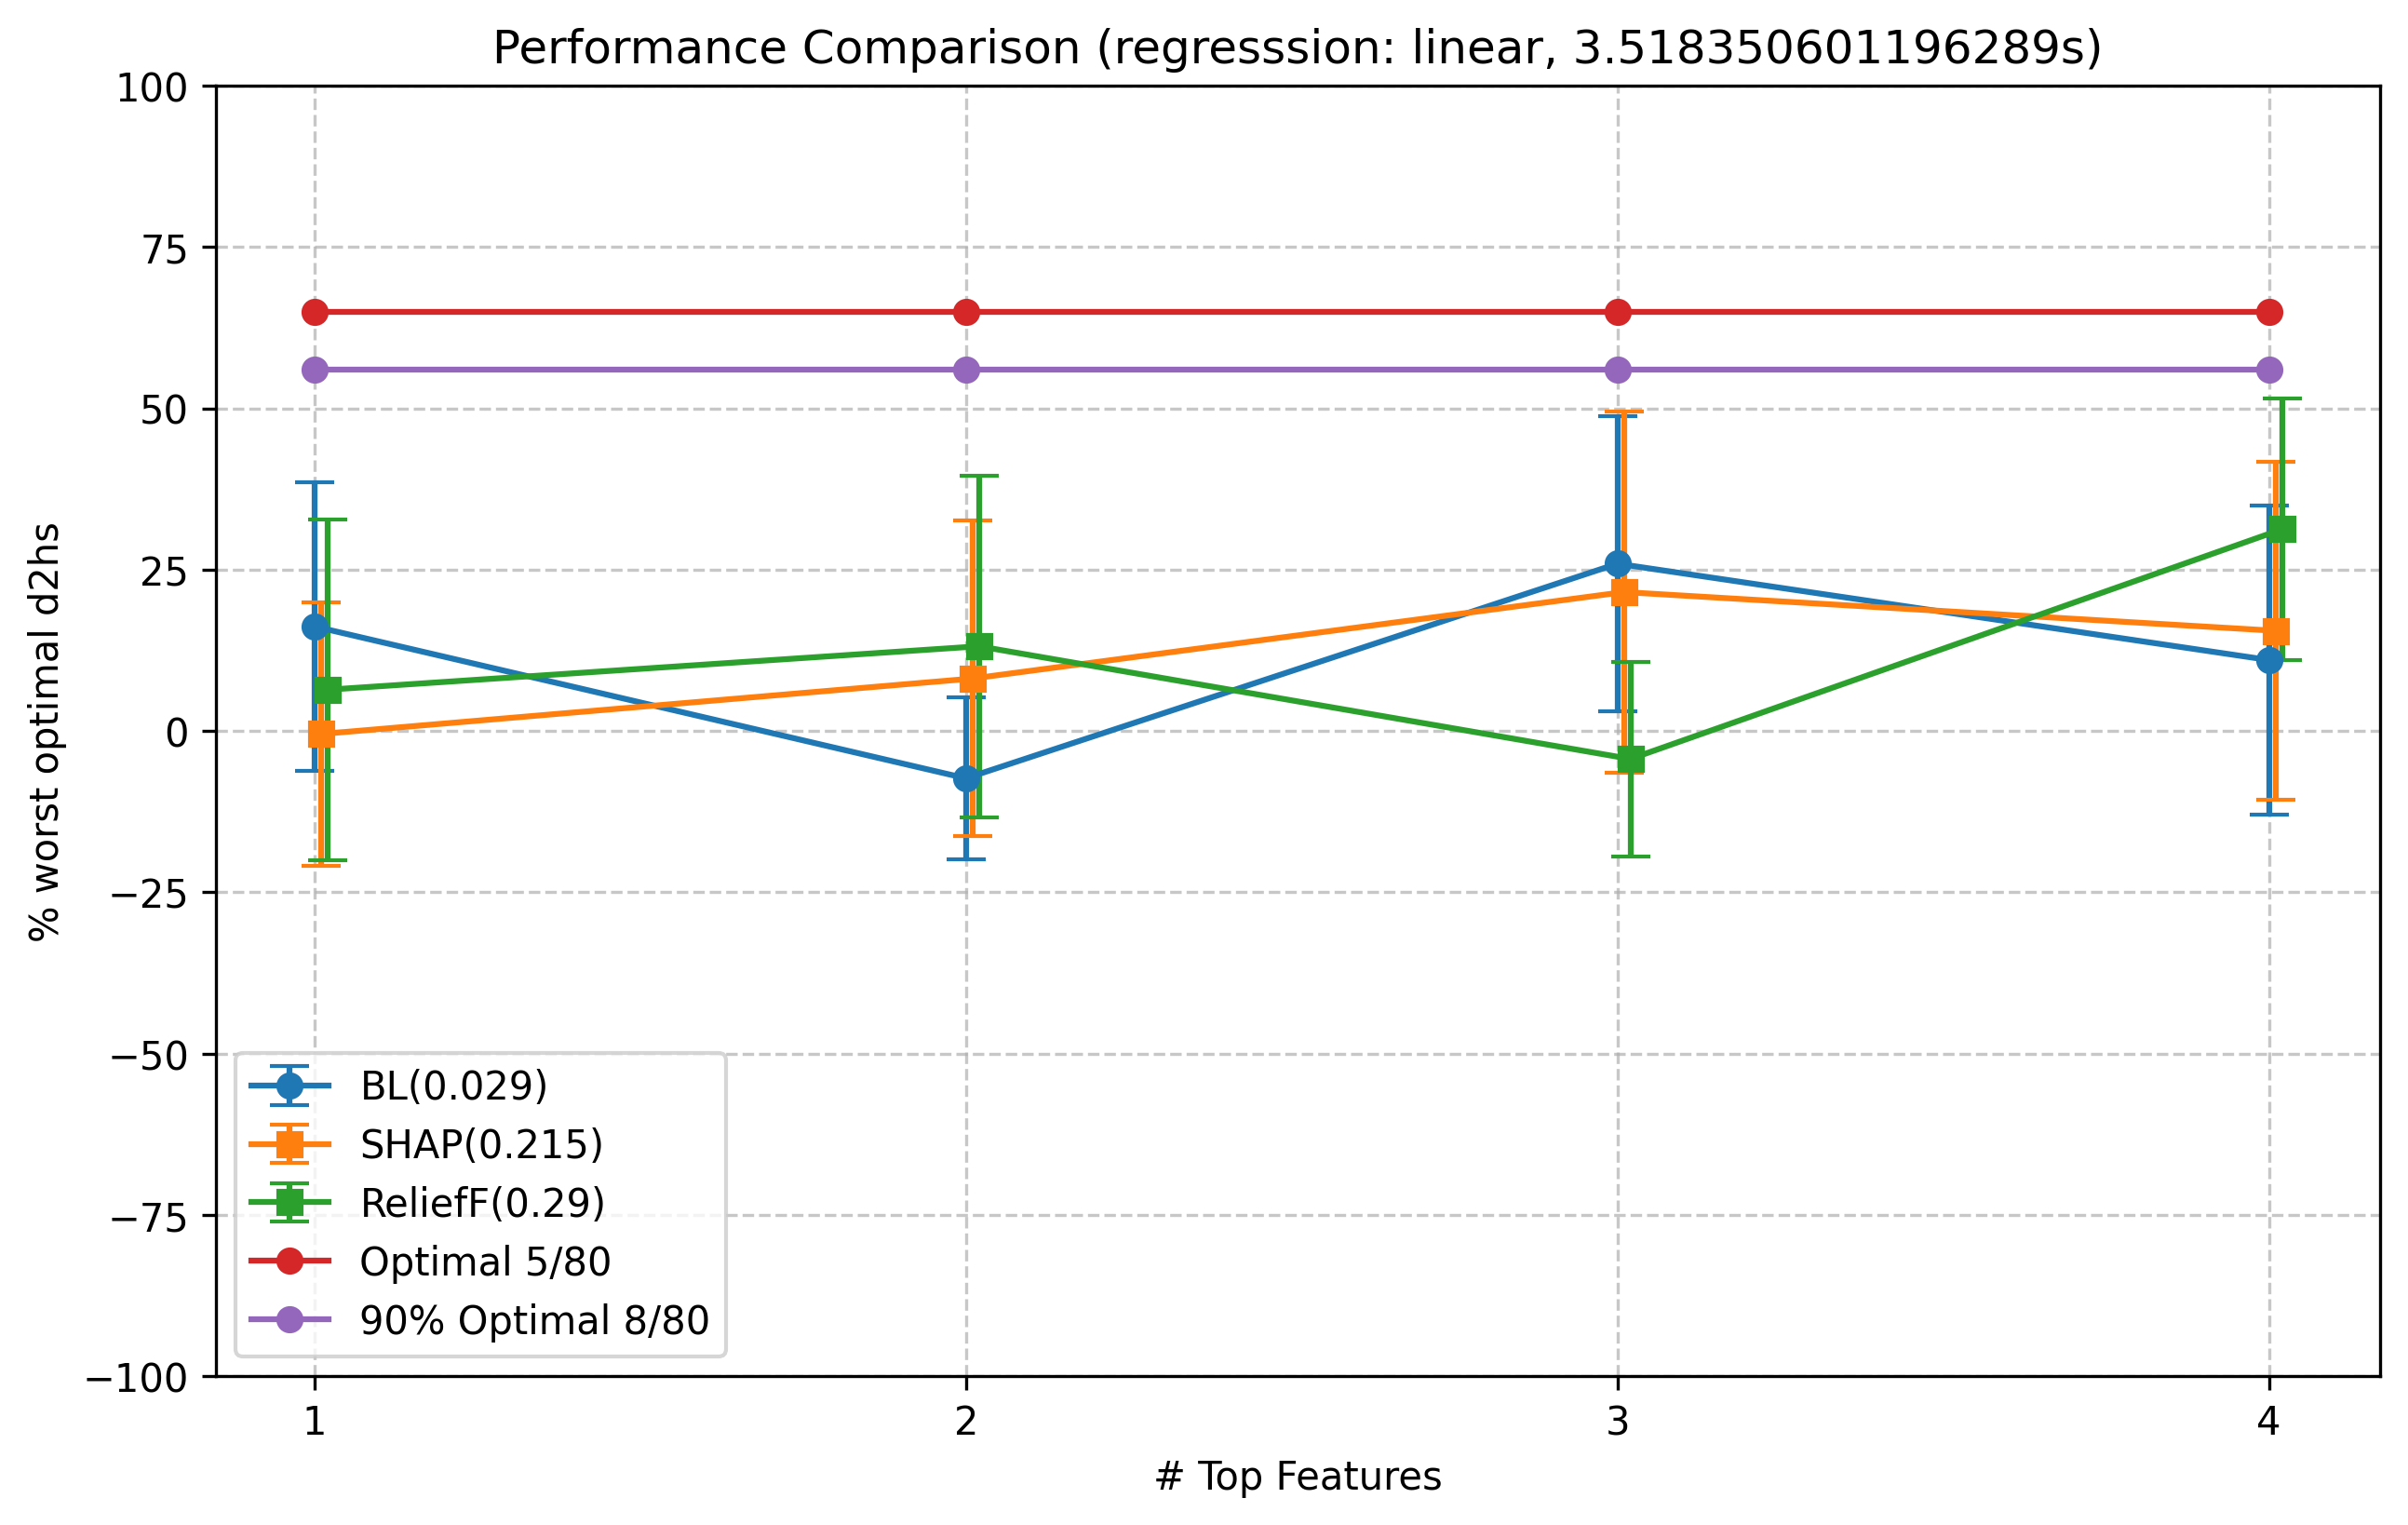 Performance Comparison (regresssion: linear, 3.518350601196289s)
100
75
50
25
0
−25
−50
−75
−100
% worst optimal d2hs
BL(0.029)
SHAP(0.215)
ReliefF(0.29)
Optimal 5/80
90% Optimal 8/80
1 2 3 4
# Top Features